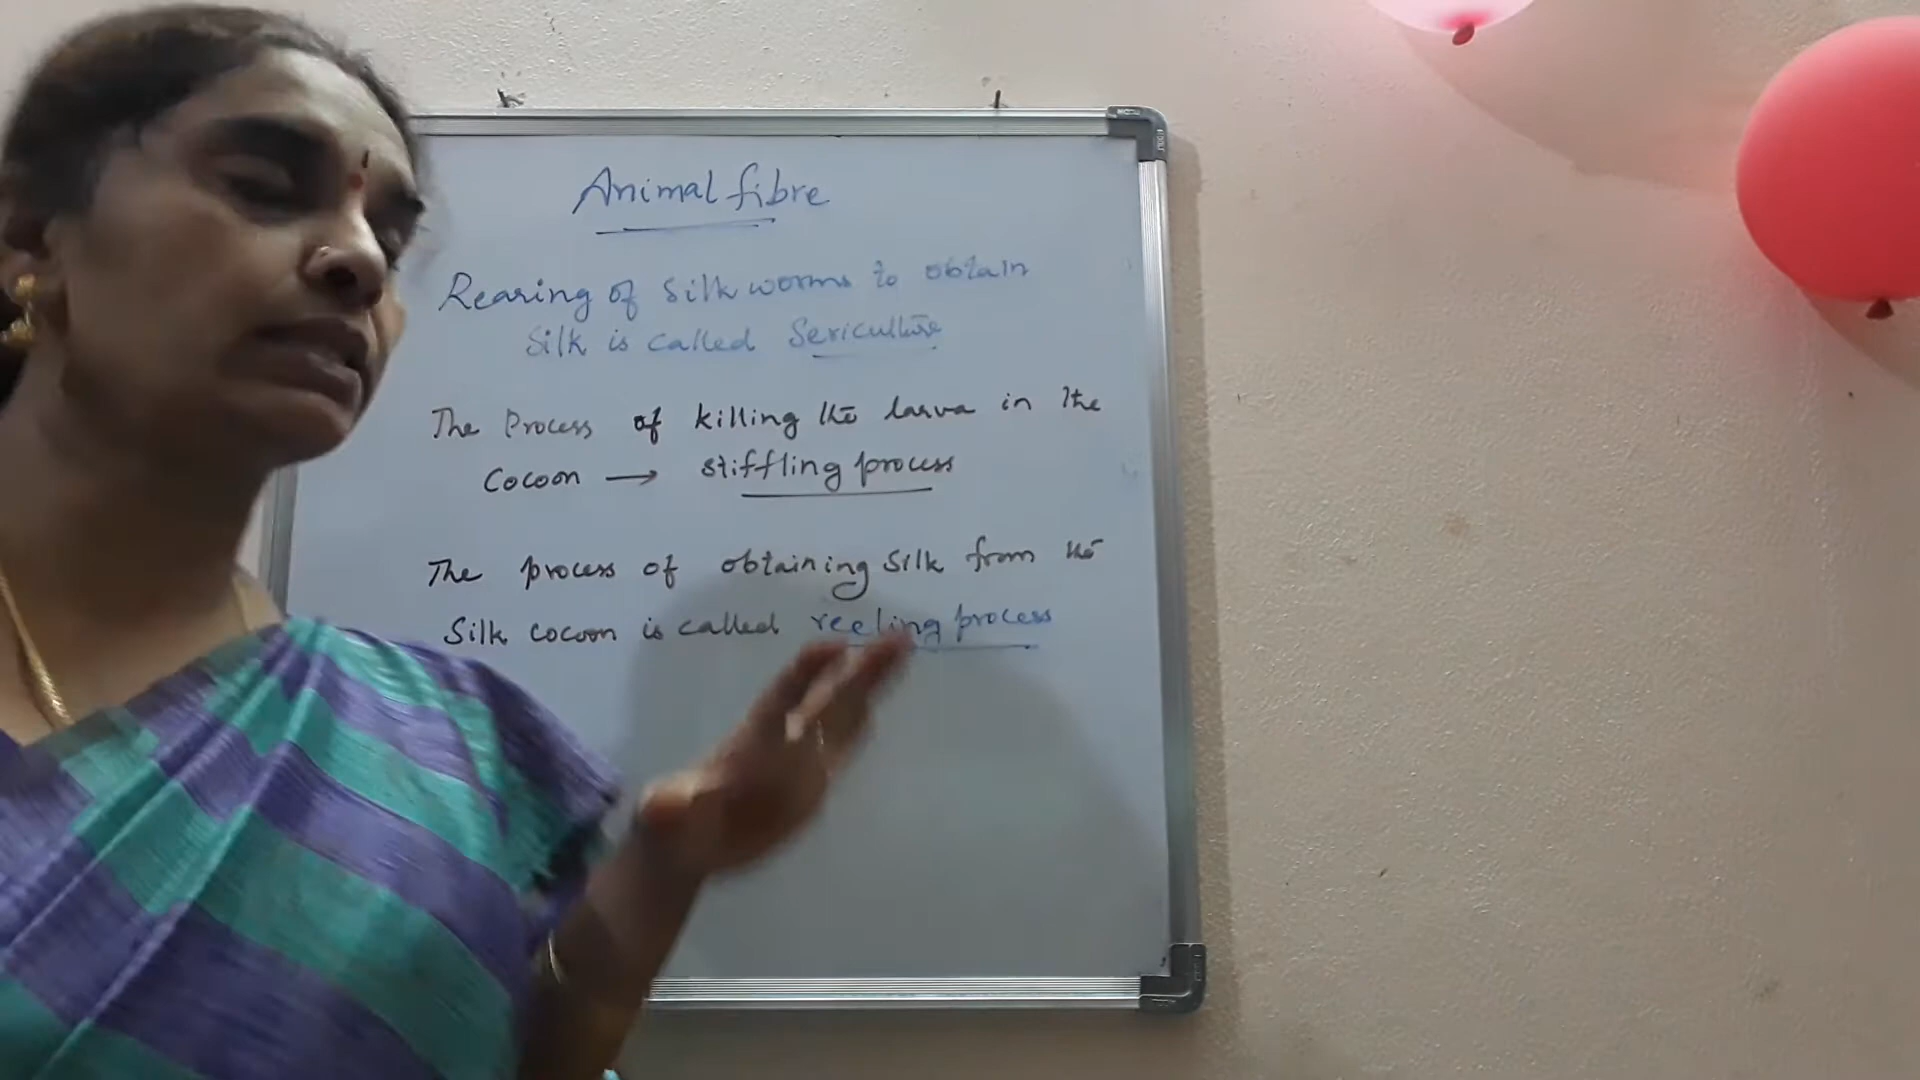 Animal fibre
Rearing of Silk worms to obtain
Silk is called Sericulture
The Process of killing the larva in the
Cocoon → stiffling process
The process of obtaining Silk from the
Silk cocoon is called reeling process